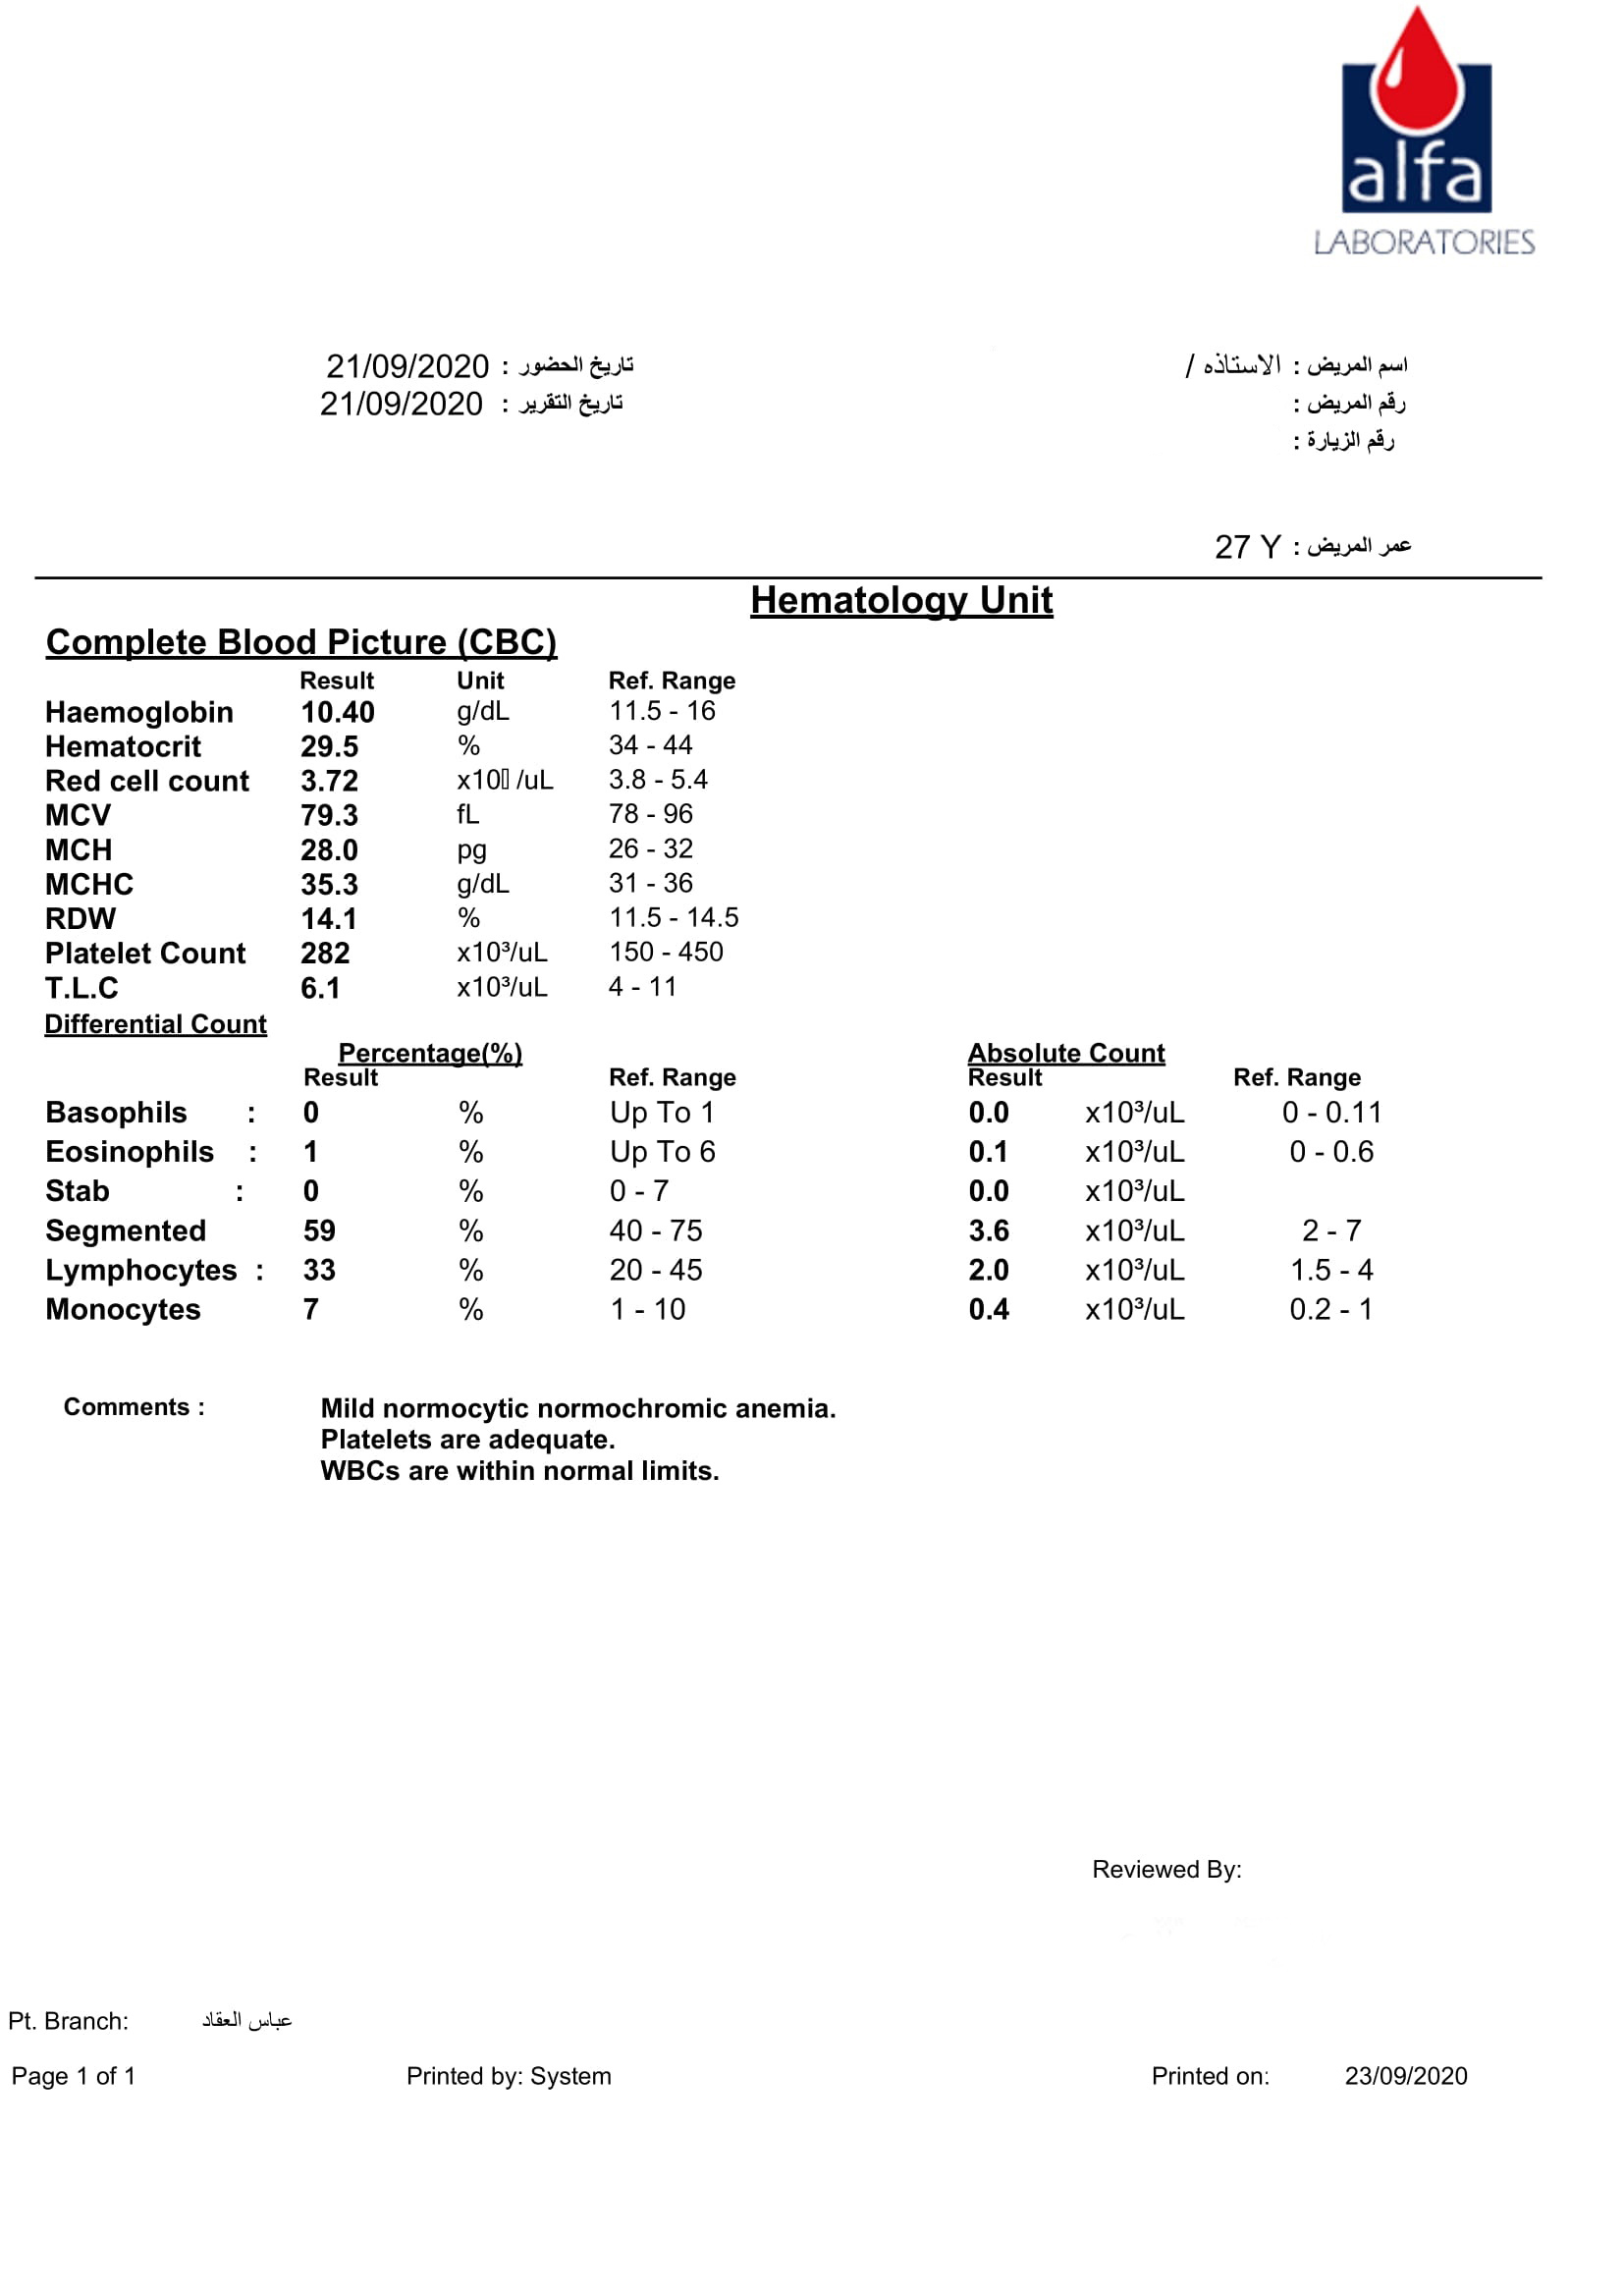 alfa
LABORATORIES
اسم المريض : الاستاذه /
تاريخ الحضور : 21/09/2020
رقم المريض :
تاريخ التقرير : 21/09/2020
رقم الزيارة :
عمر المريض : 27 Y
Hematology Unit
Complete Blood Picture (CBC)
Result Unit Ref. Range
Haemoglobin 10.40 g/dL 11.5 - 16
Hematocrit 29.5 % 34 - 44
Red cell count 3.72 x10▯ /uL 3.8 - 5.4
MCV 79.3 fL 78 - 96
MCH 28.0 pg 26 - 32
MCHC 35.3 g/dL 31 - 36
RDW 14.1 % 11.5 - 14.5
Platelet Count 282 x10³/uL 150 - 450
T.L.C 6.1 x10³/uL 4 - 11
Differential Count
Percentage(%) Absolute Count
Result Ref. Range Result Ref. Range
Basophils : 0 % Up To 1 0.0 x10³/uL 0 - 0.11
Eosinophils : 1 % Up To 6 0.1 x10³/uL 0 - 0.6
Stab : 0 % 0 - 7 0.0 x10³/uL
Segmented 59 % 40 - 75 3.6 x10³/uL 2 - 7
Lymphocytes : 33 % 20 - 45 2.0 x10³/uL 1.5 - 4
Monocytes 7 % 1 - 10 0.4 x10³/uL 0.2 - 1
Comments : Mild normocytic normochromic anemia.
Platelets are adequate.
WBCs are within normal limits.
Reviewed By:
Pt. Branch: عباس العقاد
Page 1 of 1 Printed by: System Printed on: 23/09/2020